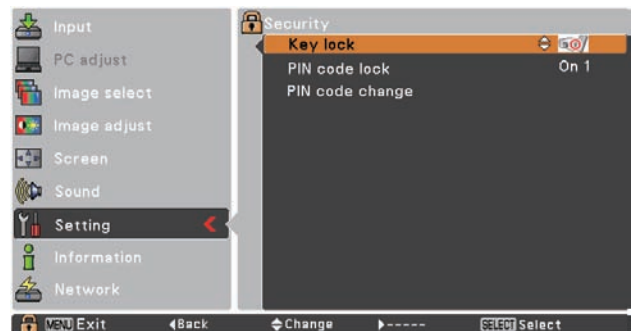 Input
PC adjust
Image select
Image adjust
Screen
Sound
Setting
Information
Network
Security
Key lock
PIN code lock On 1
PIN code change
MENU Exit Back Change ----- SELECT Select